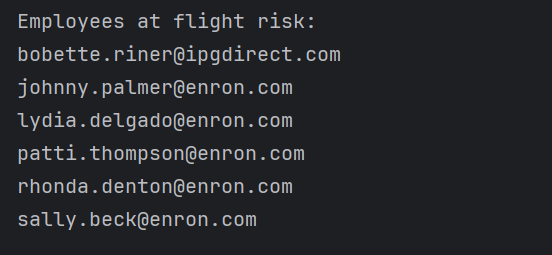 Employees at flight risk:
bobette.riner@ipgdirect.com
johnny.palmer@enron.com
lydia.delgado@enron.com
patti.thompson@enron.com
rhonda.denton@enron.com
sally.beck@enron.com